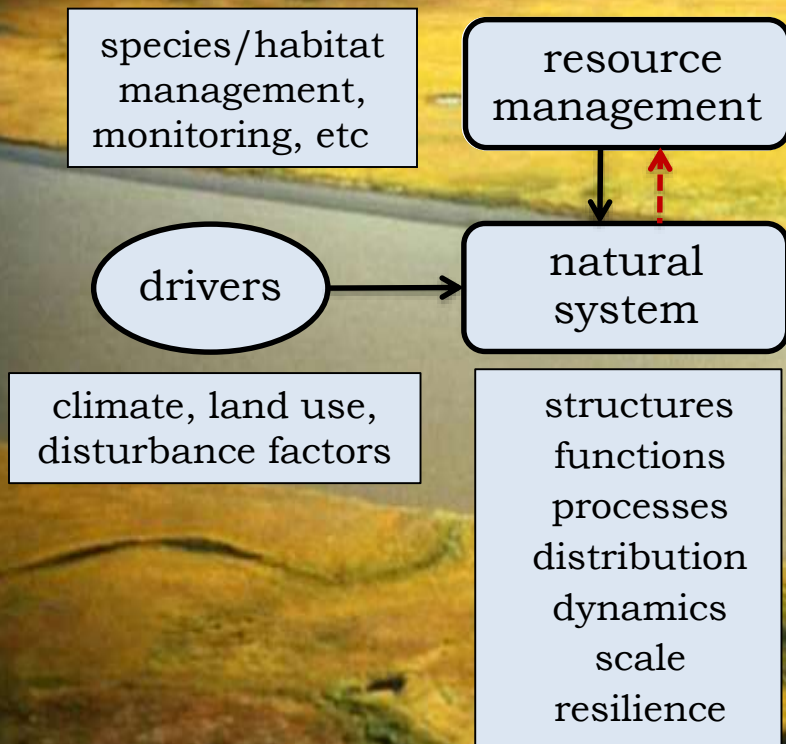 species/habitat
management,
monitoring, etc
resource
management
drivers
natural
system
climate, land use,
disturbance factors
structures
functions
processes
distribution
dynamics
scale
resilience